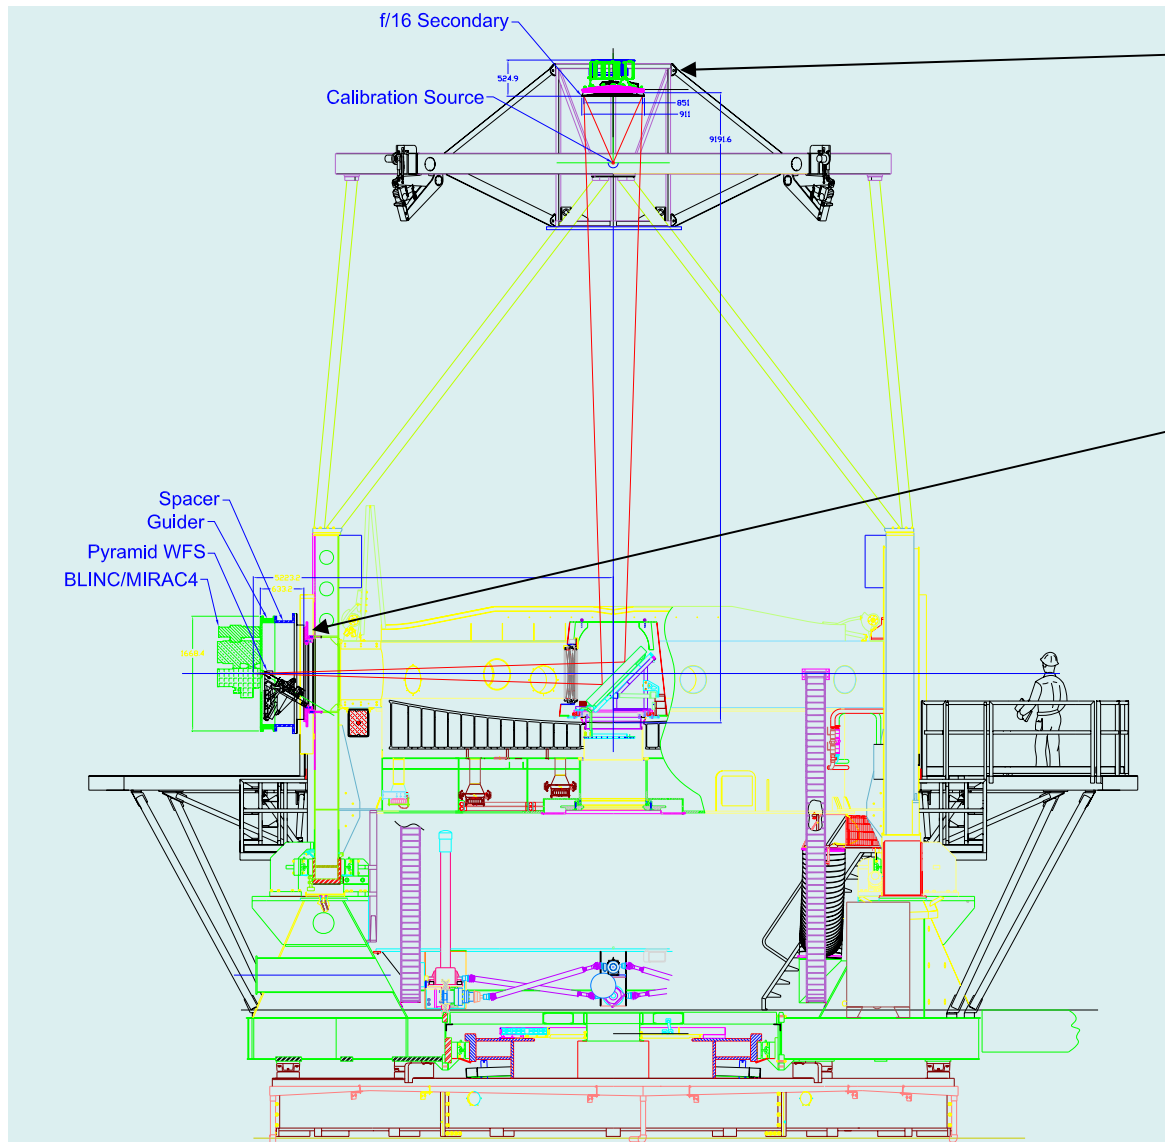 f/16 Secondary
524.9
Calibration Source
851
911
9191.6
Spacer
Guider
Pyramid WFS
BLINC/MIRAC4